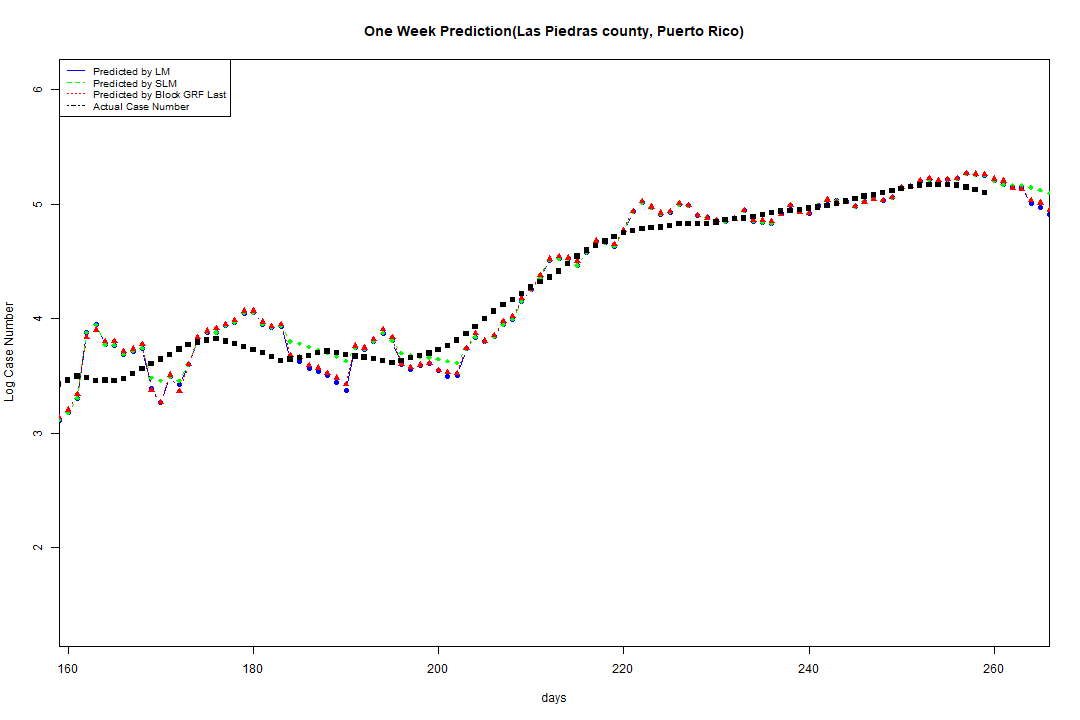 One Week Prediction(Las Piedras county, Puerto Rico)
Predicted by LM
Predicted by SLM
Predicted by Block GRF Last
Actual Case Number
6
5
4
3
2
Log Case Number
160 180 200 220 240 260
days